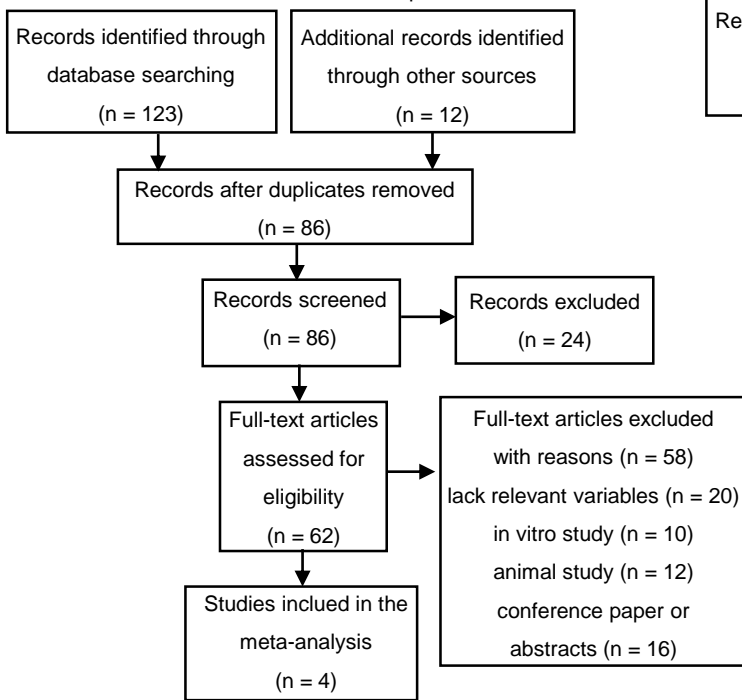 Records identified through
database searching
(n = 123)
Additional records identified
through other sources
(n = 12)
Re
Records after duplicates removed
(n = 86)
Records screened
(n = 86)
Records excluded
(n = 24)
Full-text articles
assessed for
eligibility
(n = 62)
Full-text articles excluded
with reasons (n = 58)
lack relevant variables (n = 20)
in vitro study (n = 10)
animal study (n = 12)
conference paper or
abstracts (n = 16)
Studies inclued in the
meta-analysis
(n = 4)